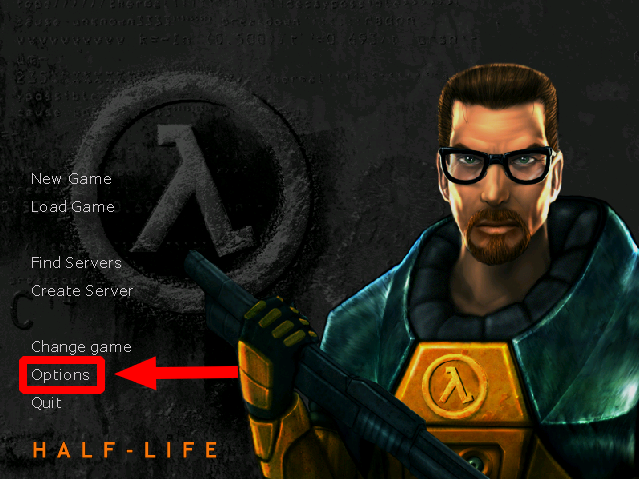 New Game
Load Game
Find Servers
Create Server
Change game
Options
Quit
HALF-LIFE